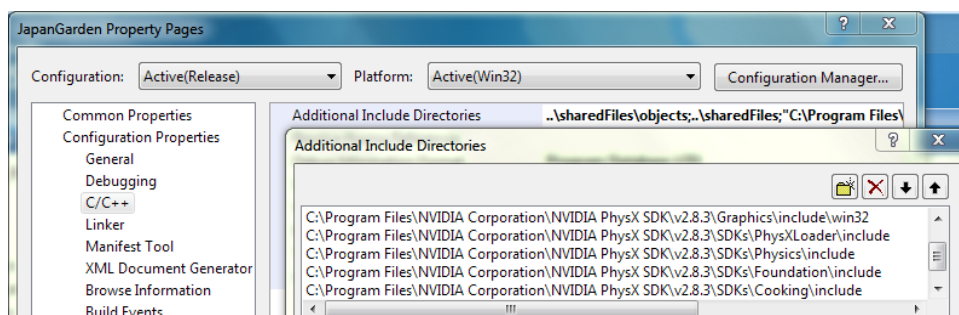 JapanGarden Property Pages
Configuration: Active(Release) Platform: Active(Win32) Configuration Manager...
Common Properties
Configuration Properties
General
Debugging
C/C++
Linker
Manifest Tool
XML Document Generator
Browse Information
Build Events
Additional Include Directories ..\sharedFiles\objects;..\sharedFiles;"C:\Program Files\
Additional Include Directories
C:\Program Files\NVIDIA Corporation\NVIDIA PhysX SDK\v2.8.3\Graphics\include\win32
C:\Program Files\NVIDIA Corporation\NVIDIA PhysX SDK\v2.8.3\SDKs\PhysXLoader\include
C:\Program Files\NVIDIA Corporation\NVIDIA PhysX SDK\v2.8.3\SDKs\Physics\include
C:\Program Files\NVIDIA Corporation\NVIDIA PhysX SDK\v2.8.3\SDKs\Foundation\include
C:\Program Files\NVIDIA Corporation\NVIDIA PhysX SDK\v2.8.3\SDKs\Cooking\include